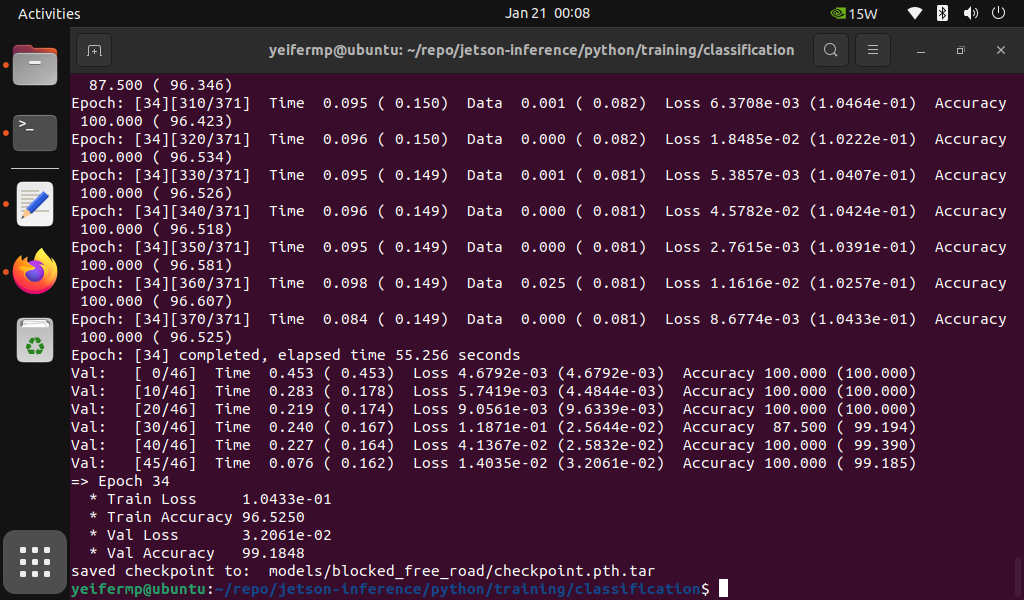 Activities
Jan 21 00:08
15W
yeifermp@ubuntu: ~/repo/jetson-inference/python/training/classification
87.500 ( 96.346)
Epoch: [34][310/371]  Time  0.095 ( 0.150)  Data  0.001 ( 0.082)  Loss 6.3708e-03 (1.0464e-01)  Accuracy
100.000 ( 96.423)
Epoch: [34][320/371]  Time  0.096 ( 0.150)  Data  0.000 ( 0.082)  Loss 1.8485e-02 (1.0222e-01)  Accuracy
100.000 ( 96.534)
Epoch: [34][330/371]  Time  0.095 ( 0.149)  Data  0.001 ( 0.081)  Loss 5.3857e-03 (1.0407e-01)  Accuracy
100.000 ( 96.526)
Epoch: [34][340/371]  Time  0.096 ( 0.149)  Data  0.000 ( 0.081)  Loss 4.5782e-02 (1.0424e-01)  Accuracy
100.000 ( 96.518)
Epoch: [34][350/371]  Time  0.095 ( 0.149)  Data  0.000 ( 0.081)  Loss 2.7615e-03 (1.0391e-01)  Accuracy
100.000 ( 96.581)
Epoch: [34][360/371]  Time  0.098 ( 0.149)  Data  0.025 ( 0.081)  Loss 1.1616e-02 (1.0257e-01)  Accuracy
100.000 ( 96.607)
Epoch: [34][370/371]  Time  0.084 ( 0.149)  Data  0.000 ( 0.081)  Loss 8.6774e-03 (1.0433e-01)  Accuracy
100.000 ( 96.525)
Epoch: [34] completed, elapsed time 55.256 seconds
Val:   [ 0/46]  Time  0.453 ( 0.453)  Loss 4.6792e-03 (4.6792e-03)  Accuracy 100.000 (100.000)
Val:   [10/46]  Time  0.283 ( 0.178)  Loss 5.7419e-03 (4.4844e-03)  Accuracy 100.000 (100.000)
Val:   [20/46]  Time  0.219 ( 0.174)  Loss 9.0561e-03 (9.6339e-03)  Accuracy 100.000 (100.000)
Val:   [30/46]  Time  0.240 ( 0.167)  Loss 1.1871e-01 (2.5644e-02)  Accuracy  87.500 ( 99.194)
Val:   [40/46]  Time  0.227 ( 0.164)  Loss 4.1367e-02 (2.5832e-02)  Accuracy 100.000 ( 99.390)
Val:   [45/46]  Time  0.076 ( 0.162)  Loss 1.4035e-02 (3.2061e-02)  Accuracy 100.000 ( 99.185)
=> Epoch 34
* Train Loss     1.0433e-01
* Train Accuracy 96.5250
* Val Loss       3.2061e-02
* Val Accuracy   99.1848
saved checkpoint to:  models/blocked_free_road/checkpoint.pth.tar
yeifermp@ubuntu:~/repo/jetson-inference/python/training/classification$